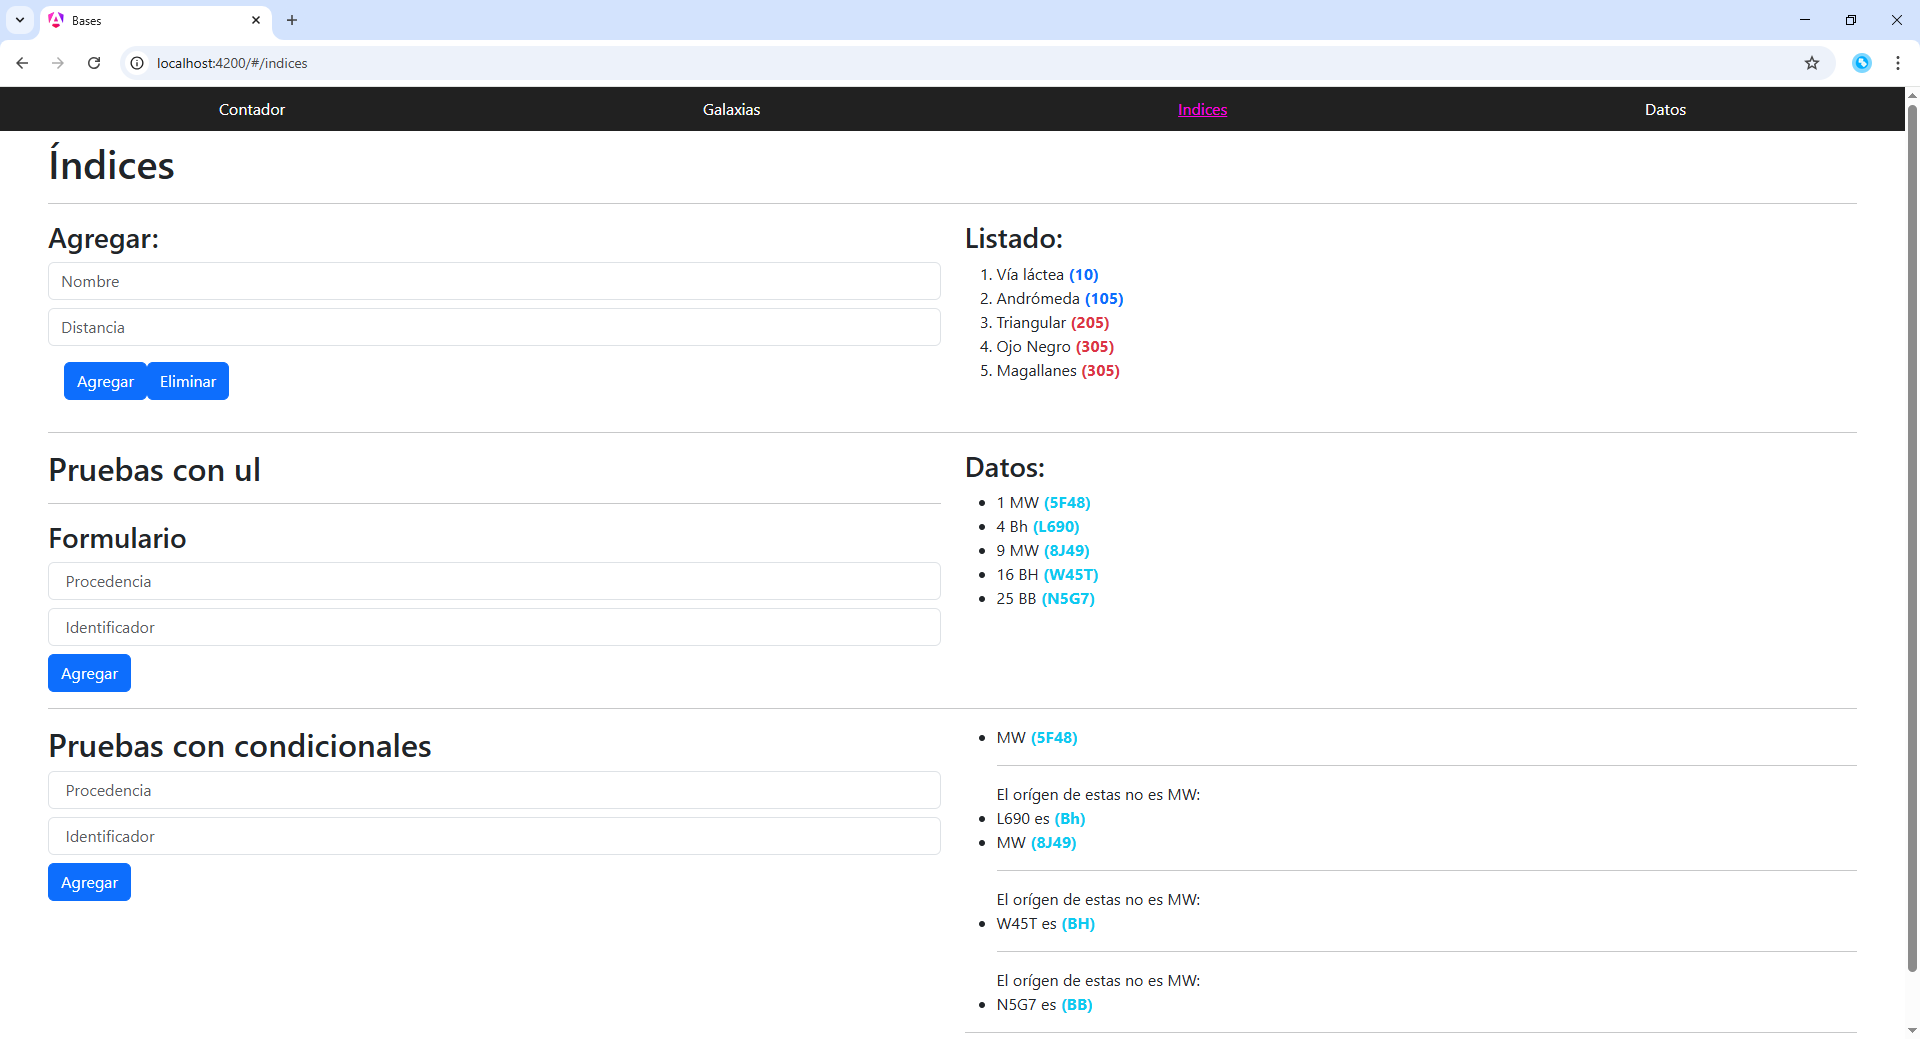 Bases
localhost:4200/#/indices
Contador Galaxias Indices Datos
Índices
Agregar:
Nombre
Distancia
Agregar Eliminar
Listado:
1. Vía láctea (10)
2. Andrómeda (105)
3. Triangular (205)
4. Ojo Negro (305)
5. Magallanes (305)
Pruebas con ul
Formulario
Procedencia
Identificador
Agregar
Datos:
1 MW (5F48)
4 Bh (L690)
9 MW (8J49)
16 BH (W45T)
25 BB (N5G7)
Pruebas con condicionales
Procedencia
Identificador
Agregar
MW (5F48)
El orígen de estas no es MW:
L690 es (Bh)
MW (8J49)
El orígen de estas no es MW:
W45T es (BH)
El orígen de estas no es MW:
N5G7 es (BB)